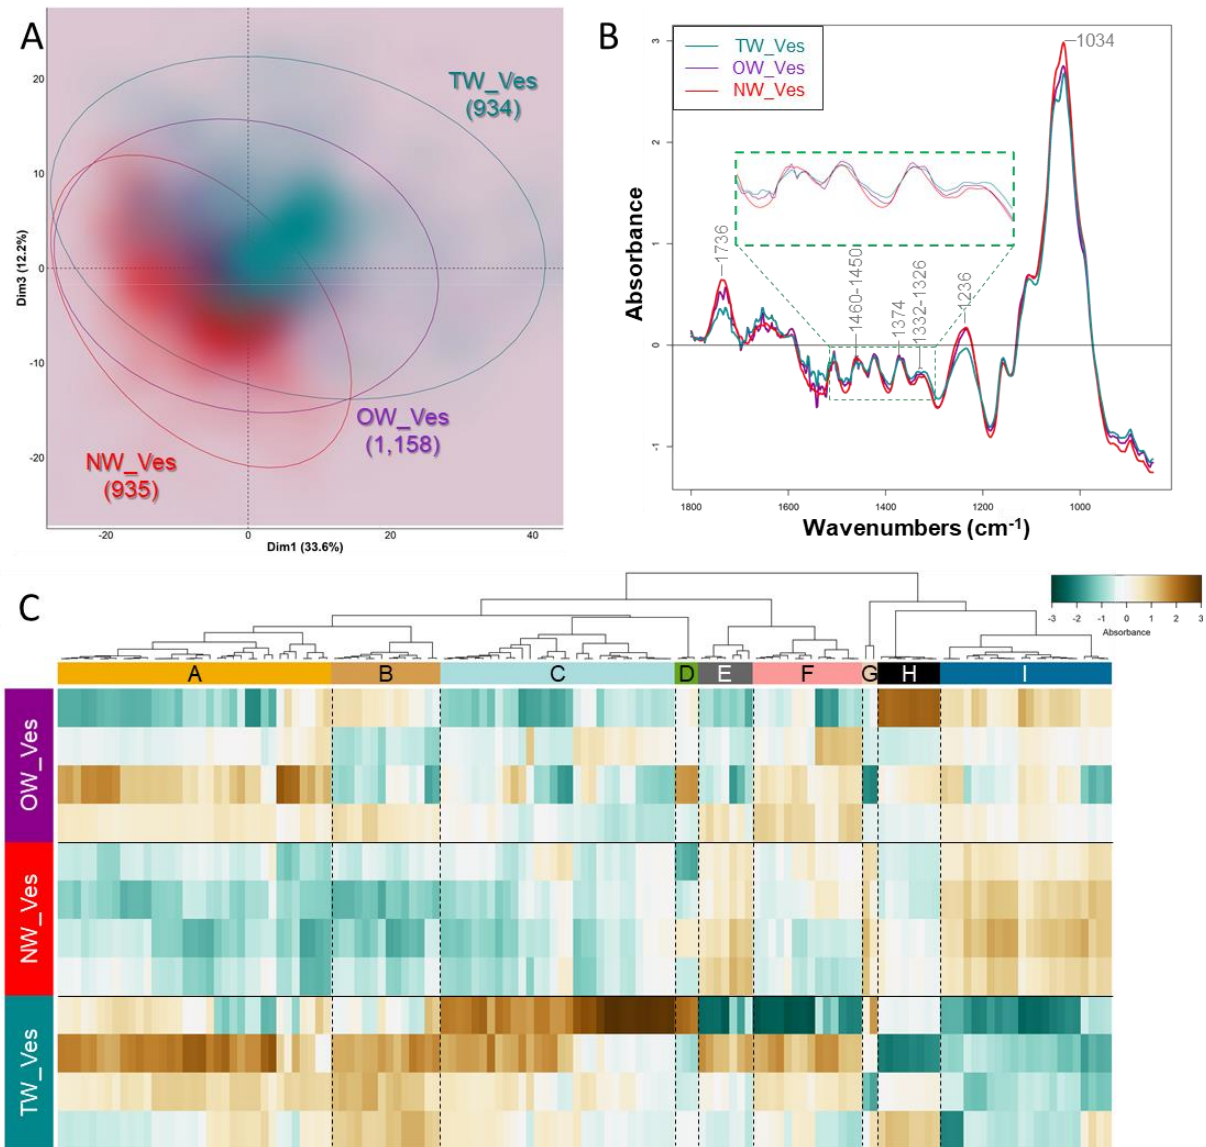 A
TW_Ves
(934)
OW_Ves
(1,158)
NW_Ves
(935)
20
10
0
-10
-20
Dim3 (12.2%)
-20
0
20
40
Dim1 (33.6%)
B
TW_Ves
OW_Ves
NW_Ves
1034
1736
1460-1450
1374
1332-1326
1236
3
2
1
0
-1
Absorbance
1800
1600
1400
1200
1000
Wavenumbers (cm-1)
C
-3 -2 -1 0 1 2 3
Absorbance
A B C D E F G H I
OW_Ves
NW_Ves
TW_Ves